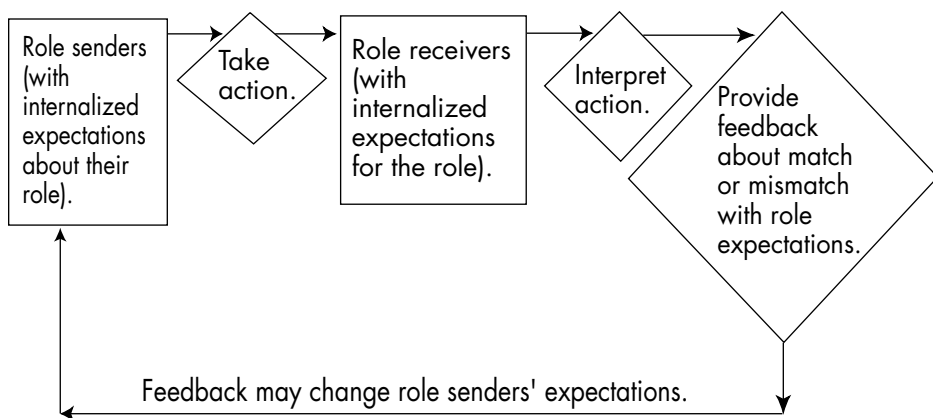 Role senders
(with
internalized
expectations
about their
role).
Take
action.
Role receivers
(with
internalized
expectations
for the role).
Interpret
action.
Provide
feedback
about match
or mismatch
with role
expectations.
Feedback may change role senders' expectations.